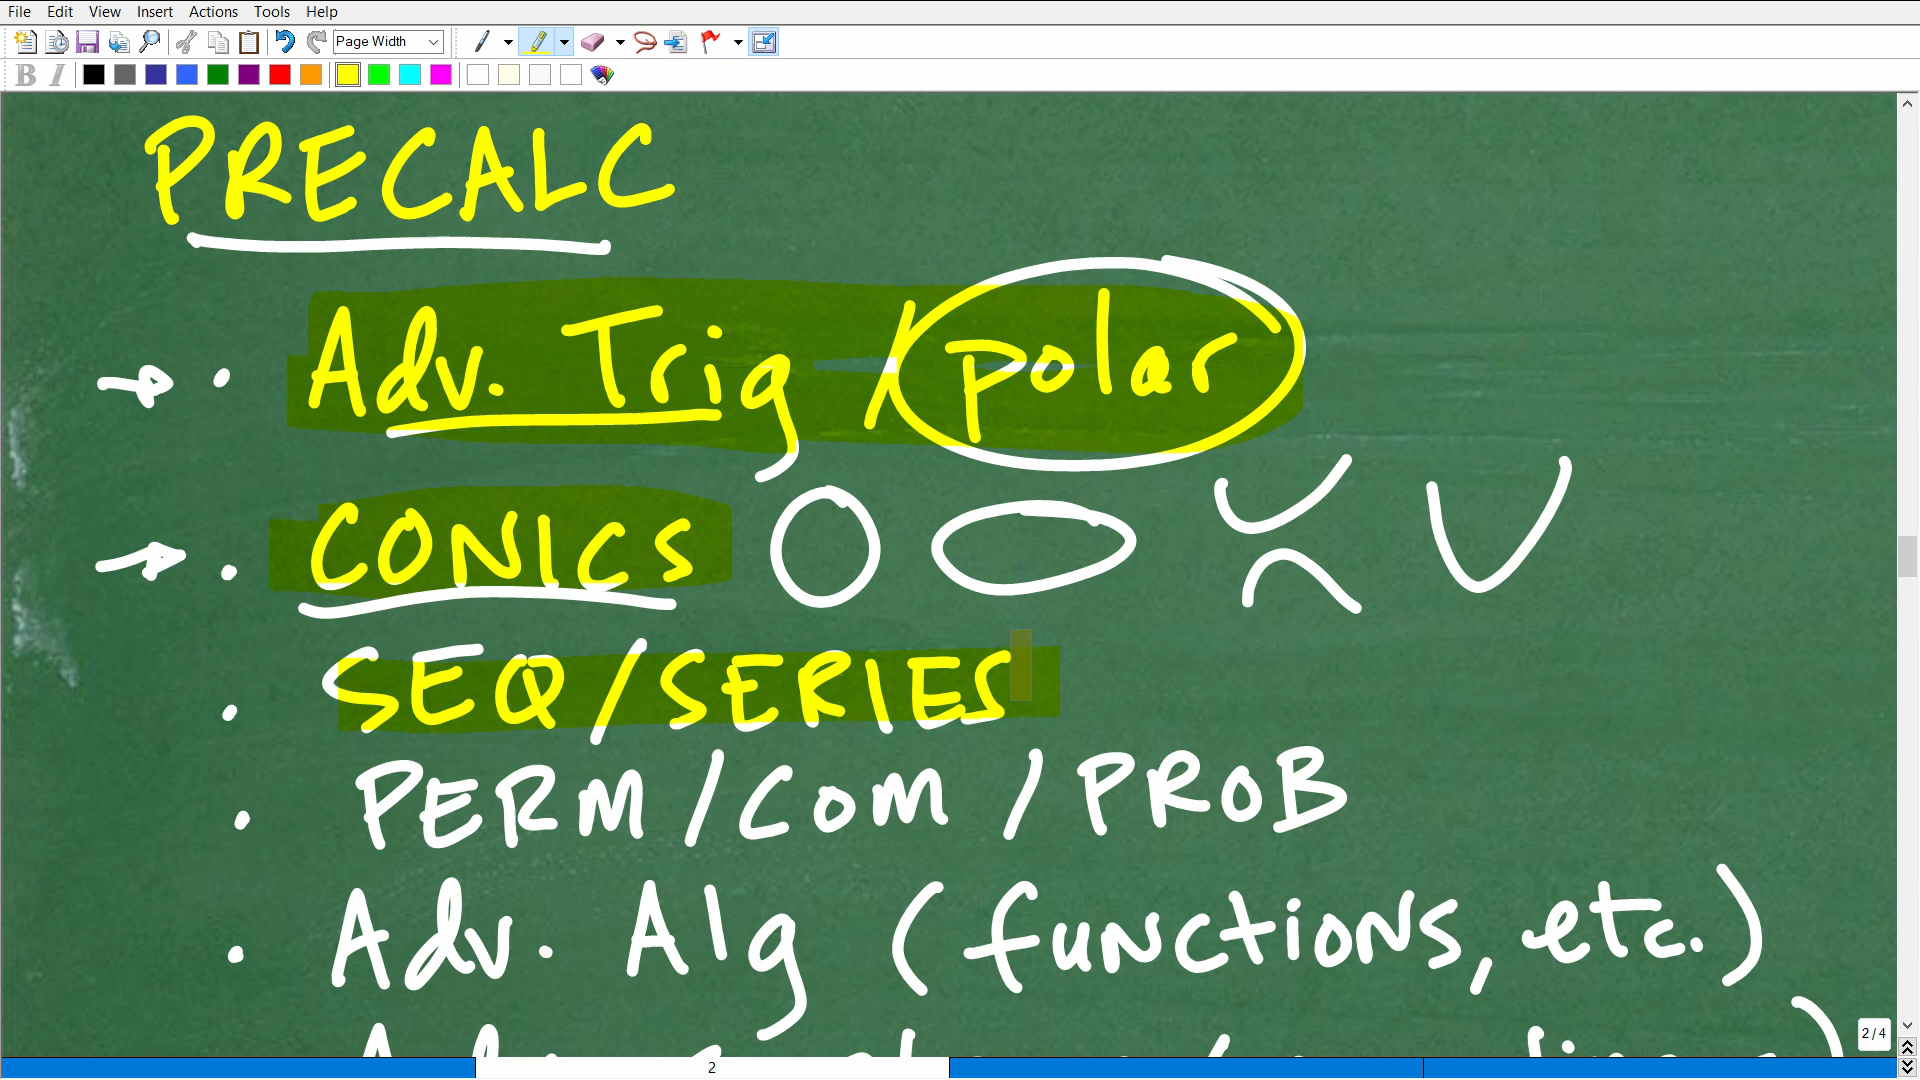 File Edit View Insert Actions Tools Help
Page Width
B I
PRECALC
· Adv. Trig / polar
· CONICS
· SEQ/SERIES
· PERM/COM/PROB
· Adv. Alg (functions, etc.)
2/4
2